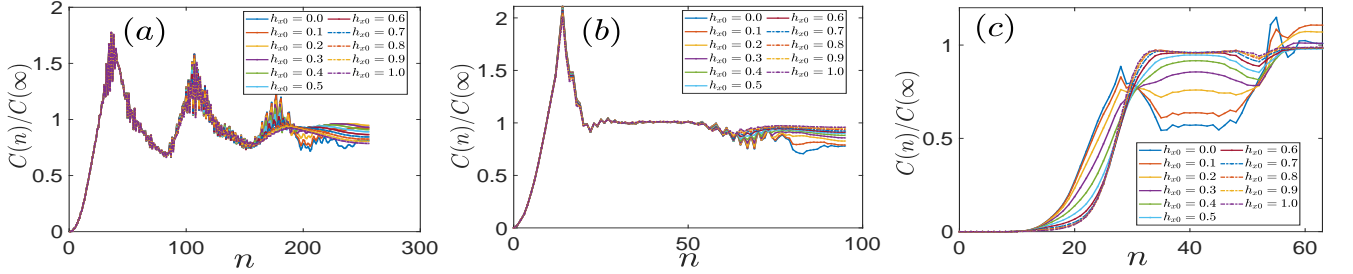 (a)
C(n)/C(∞)
2
1.5
1
0.5
0
0
100
200
300
n
h_{x0} = 0.0
h_{x0} = 0.1
h_{x0} = 0.2
h_{x0} = 0.3
h_{x0} = 0.4
h_{x0} = 0.5
h_{x0} = 0.6
h_{x0} = 0.7
h_{x0} = 0.8
h_{x0} = 0.9
h_{x0} = 1.0
(b)
C(n)/C(∞)
2
1.5
1
0.5
0
0
50
100
n
h_{x0} = 0.0
h_{x0} = 0.1
h_{x0} = 0.2
h_{x0} = 0.3
h_{x0} = 0.4
h_{x0} = 0.5
h_{x0} = 0.6
h_{x0} = 0.7
h_{x0} = 0.8
h_{x0} = 0.9
h_{x0} = 1.0
(c)
C(n)/C(∞)
1
0.5
0
0
20
40
60
n
h_{x0} = 0.0
h_{x0} = 0.1
h_{x0} = 0.2
h_{x0} = 0.3
h_{x0} = 0.4
h_{x0} = 0.5
h_{x0} = 0.6
h_{x0} = 0.7
h_{x0} = 0.8
h_{x0} = 0.9
h_{x0} = 1.0